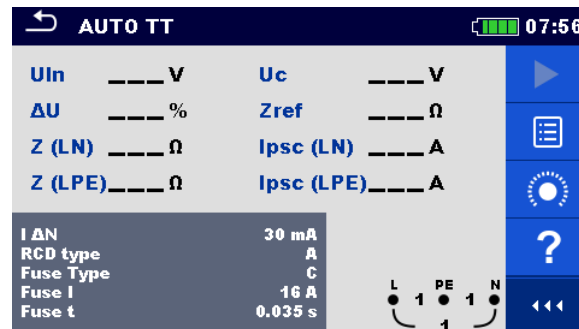 AUTO TT 07:56
Uln ___V Uc ___V
ΔU ___% Zref ___Ω
Z (LN) ___Ω Ipsc (LN) ___A
Z (LPE)___Ω Ipsc (LPE)___A
I ΔN 30 mA
RCD type A
Fuse Type C
Fuse I 16 A
Fuse t 0.035 s
L PE N
1 1
1
?